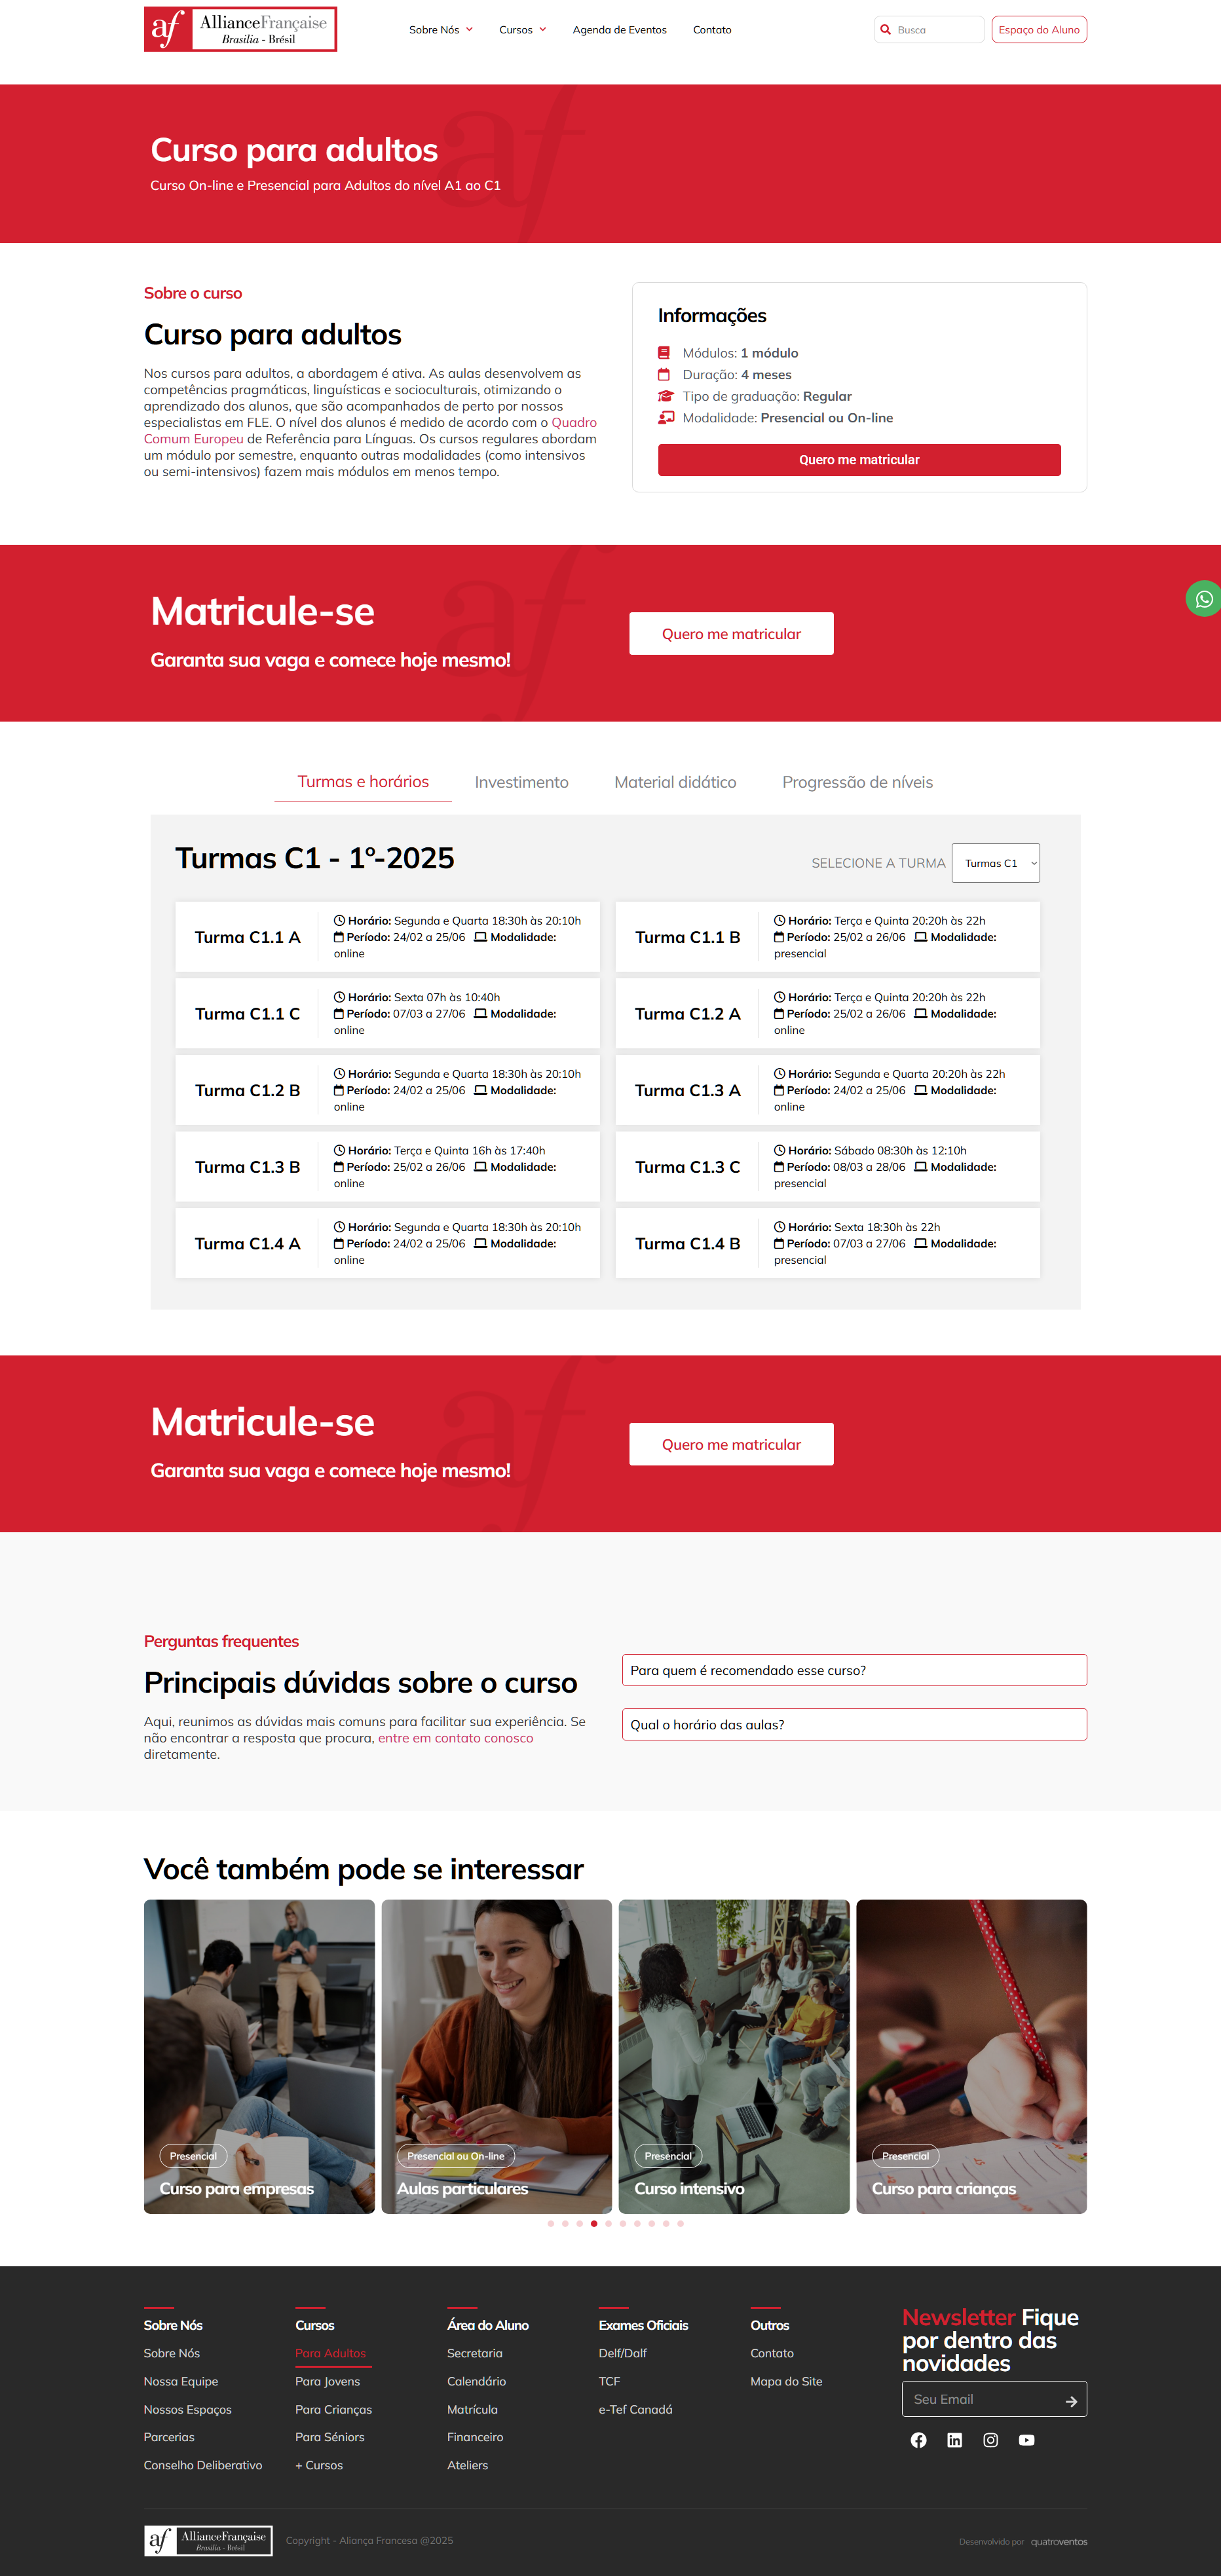 af AllianceFrançaise
Brasília - Brésil
Sobre Nós
Cursos
Agenda de Eventos
Contato
Busca
Espaço do Aluno
Curso para adultos
Curso On-line e Presencial para Adultos do nível A1 ao C1
Sobre o curso
Curso para adultos
Nos cursos para adultos, a abordagem é ativa. As aulas desenvolvem as
competências pragmáticas, linguísticas e socioculturais, otimizando o
aprendizado dos alunos, que são acompanhados de perto por nossos
especialistas em FLE. O nível dos alunos é medido de acordo com o Quadro
Comum Europeu de Referência para Línguas. Os cursos regulares abordam
um módulo por semestre, enquanto outras modalidades (como intensivos
ou semi-intensivos) fazem mais módulos em menos tempo.
Informações
Módulos: 1 módulo
Duração: 4 meses
Tipo de graduação: Regular
Modalidade: Presencial ou On-line
Quero me matricular
Matricule-se
Garanta sua vaga e comece hoje mesmo!
Quero me matricular
Turmas e horários
Investimento
Material didático
Progressão de níveis
Turmas C1 - 1º-2025
SELECIONE A TURMA
Turmas C1
Turma C1.1 A
Horário: Segunda e Quarta 18:30h às 20:10h
Período: 24/02 a 25/06 Modalidade:
online
Turma C1.1 B
Horário: Terça e Quinta 20:20h às 22h
Período: 25/02 a 26/06 Modalidade:
presencial
Turma C1.1 C
Horário: Sexta 07h às 10:40h
Período: 07/03 a 27/06 Modalidade:
online
Turma C1.2 A
Horário: Terça e Quinta 20:20h às 22h
Período: 25/02 a 26/06 Modalidade:
online
Turma C1.2 B
Horário: Segunda e Quarta 18:30h às 20:10h
Período: 24/02 a 25/06 Modalidade:
online
Turma C1.3 A
Horário: Segunda e Quarta 20:20h às 22h
Período: 24/02 a 25/06 Modalidade:
online
Turma C1.3 B
Horário: Terça e Quinta 16h às 17:40h
Período: 25/02 a 26/06 Modalidade:
online
Turma C1.3 C
Horário: Sábado 08:30h às 12:10h
Período: 08/03 a 28/06 Modalidade:
presencial
Turma C1.4 A
Horário: Segunda e Quarta 18:30h às 20:10h
Período: 24/02 a 25/06 Modalidade:
online
Turma C1.4 B
Horário: Sexta 18:30h às 22h
Período: 07/03 a 27/06 Modalidade:
presencial
Matricule-se
Garanta sua vaga e comece hoje mesmo!
Quero me matricular
Perguntas frequentes
Principais dúvidas sobre o curso
Aqui, reunimos as dúvidas mais comuns para facilitar sua experiência. Se
não encontrar a resposta que procura, entre em contato conosco
diretamente.
Para quem é recomendado esse curso?
Qual o horário das aulas?
Você também pode se interessar
Presencial
Curso para empresas
Presencial ou On-line
Aulas particulares
Presencial
Curso intensivo
Presencial
Curso para crianças
Sobre Nós
Sobre Nós
Nossa Equipe
Nossos Espaços
Parcerias
Conselho Deliberativo
Cursos
Para Adultos
Para Jovens
Para Crianças
Para Séniors
+ Cursos
Área do Aluno
Secretaria
Calendário
Matrícula
Financeiro
Ateliers
Exames Oficiais
Delf/Dalf
TCF
e-Tef Canadá
Outros
Contato
Mapa do Site
Newsletter Fique
por dentro das
novidades
Seu Email
af AllianceFrançaise
Brasília - Brésil
Copyright - Aliança Francesa @2025
Desenvolvido por quatroventos